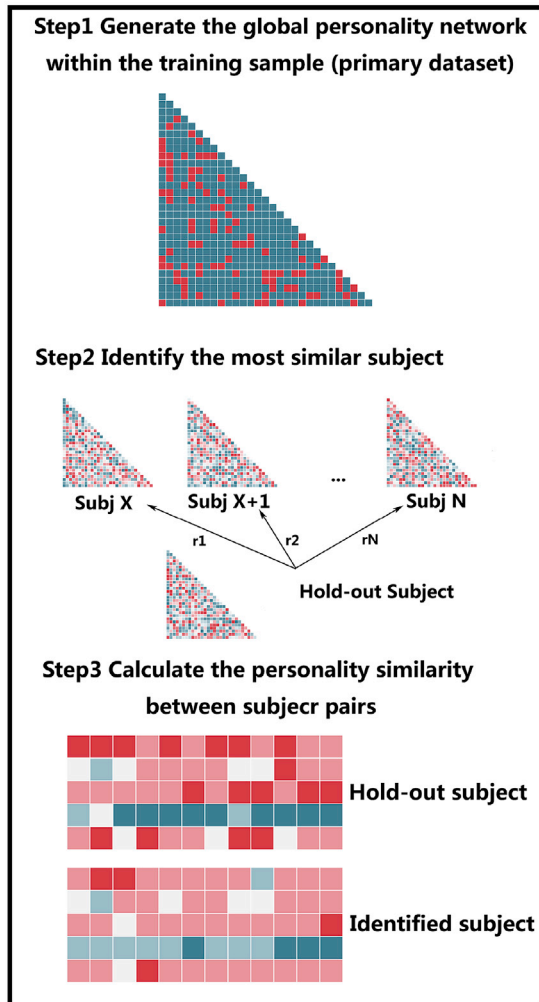 Step1 Generate the global personality network
within the training sample (primary dataset)
Step2 Identify the most similar subject
Subj X
Subj X+1
...
Subj N
r1
r2
rN
Hold-out Subject
Step3 Calculate the personality similarity
between subjecr pairs
Hold-out subject
Identified subject